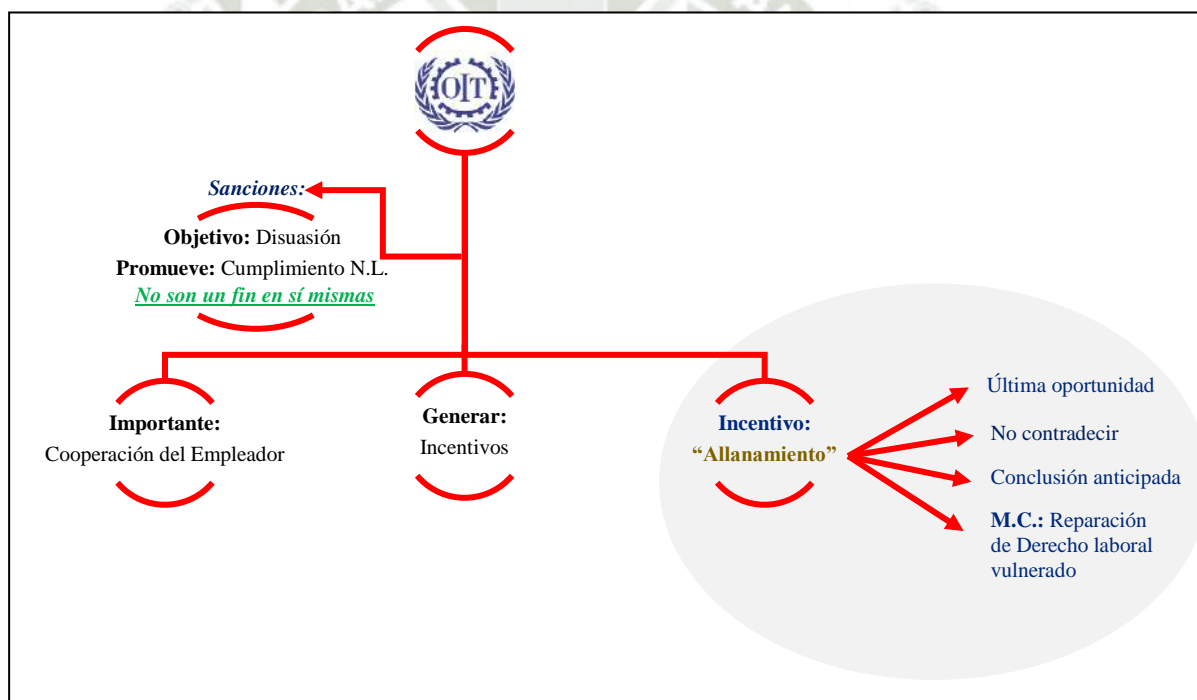 OIT
Sanciones:
Objetivo: Disuasión
Promueve: Cumplimiento N.L.
No son un fin en sí mismas
Importante:
Cooperación del Empleador
Generar:
Incentivos
Incentivo:
“Allanamiento”
Última oportunidad
No contradecir
Conclusión anticipada
M.C.: Reparación
de Derecho laboral
vulnerado